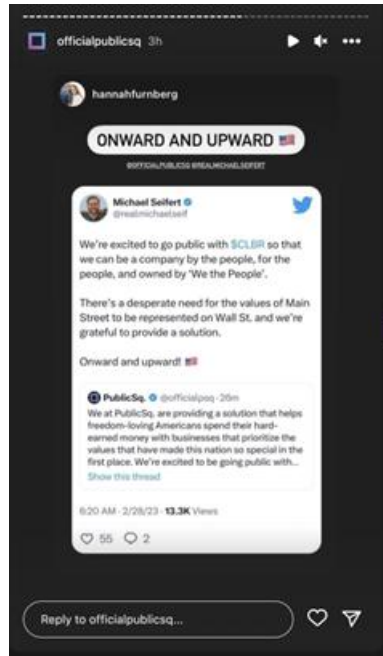 officialpublicsq 3h
hannahfurnberg
ONWARD AND UPWARD 🇺🇸
@OFFICIALPUBLICSQ @REALMICHAELSEIFERT
Michael Seifert
@realmichaelseif
We're excited to go public with $CLBR so that
we can be a company by the people, for the
people, and owned by 'We the People'.
There's a desperate need for the values of Main
Street to be represented on Wall St. and we're
grateful to provide a solution.
Onward and upward! 🇺🇸
PublicSq. @officialpsq · 26m
We at PublicSq. are providing a solution that helps
freedom-loving Americans spend their hard-
earned money with businesses that prioritize the
values that have made this nation so special in the
first place. We're excited to be going public with...
Show this thread
6:20 AM · 2/28/23 · 13.3K Views
55 2
Reply to officialpublicsq...